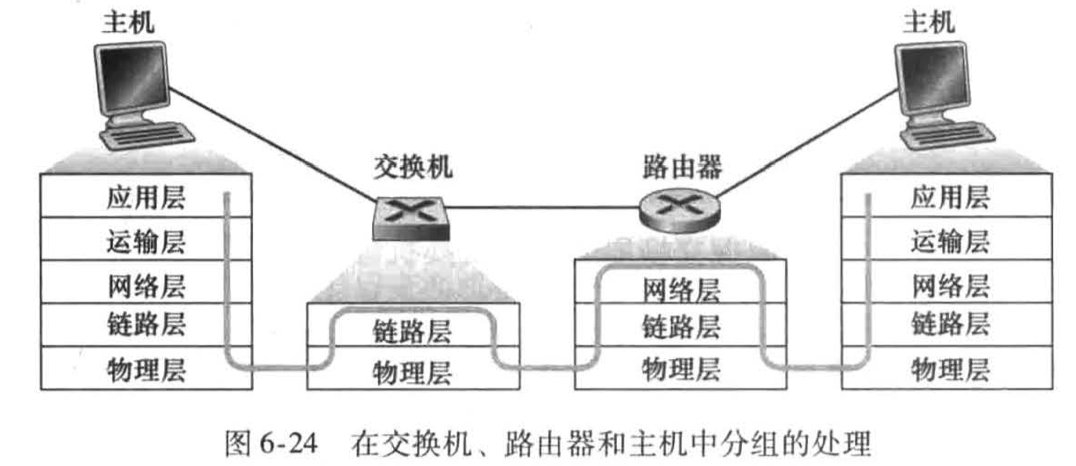 主机
主机
交换机
路由器
应用层
运输层
网络层
链路层
物理层
链路层
物理层
网络层
链路层
物理层
应用层
运输层
网络层
链路层
物理层
图 6-24 在交换机、路由器和主机中分组的处理